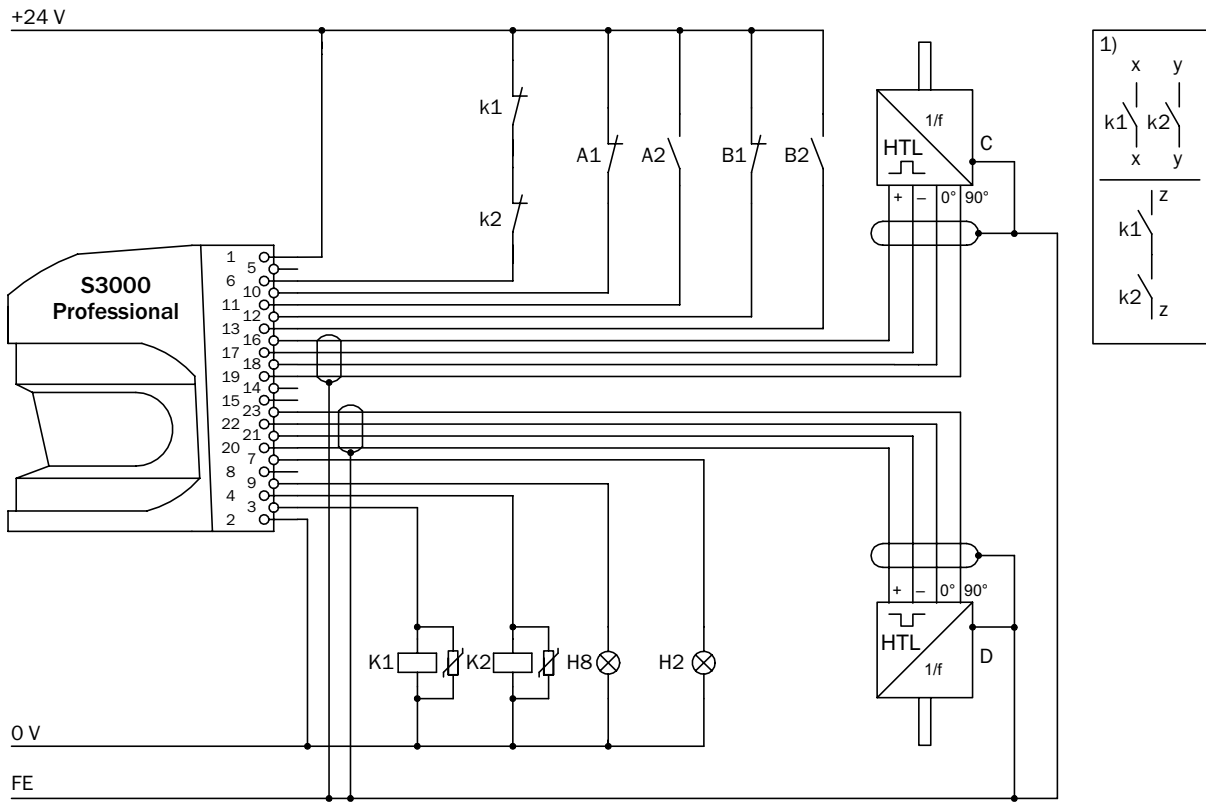 +24 V
1)
x y
k1 k2
x y
z
k1
k2
z
k1
A1 A2 B1 B2
k2
1/f
HTL
C
+ – 0° 90°
S3000
Professional
1
5
6
10
11
12
13
16
17
18
19
14
15
23
22
21
20
7
8
9
4
3
2
+ – 0° 90°
HTL
D
1/f
K1 K2 H8 H2
0 V
FE